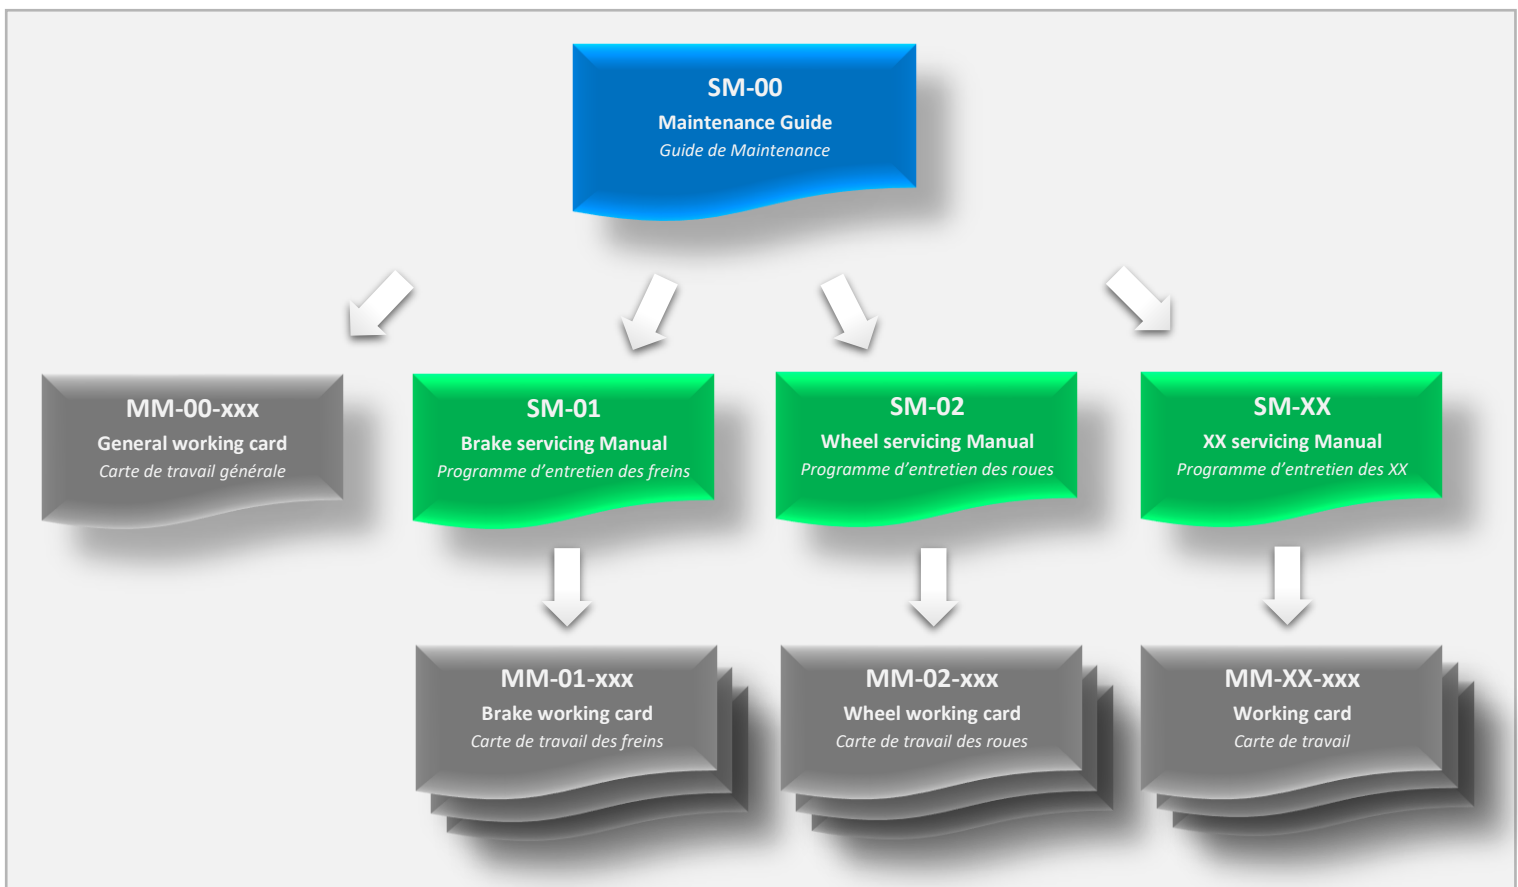 SM-00
Maintenance Guide
Guide de Maintenance
MM-00-xxx
General working card
Carte de travail générale
SM-01
Brake servicing Manual
Programme d’entretien des freins
SM-02
Wheel servicing Manual
Programme d’entretien des roues
SM-XX
XX servicing Manual
Programme d’entretien des XX
MM-01-xxx
Brake working card
Carte de travail des freins
MM-02-xxx
Wheel working card
Carte de travail des roues
MM-XX-xxx
Working card
Carte de travail